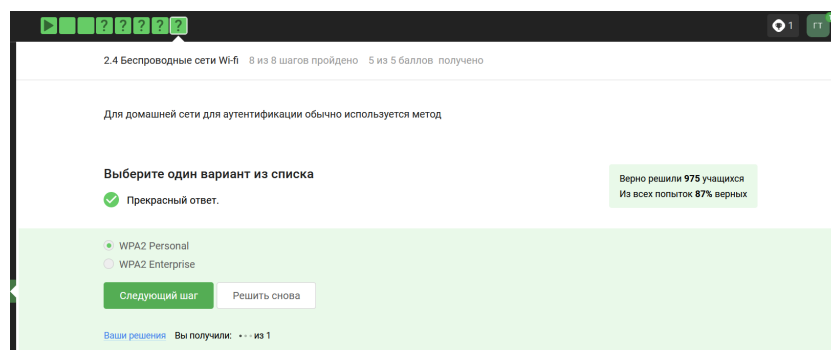 ? ? ? ? ?
1
ГТ
2.4 Беспроводные сети Wi-fi 8 из 8 шагов пройдено 5 из 5 баллов получено
Для домашней сети для аутентификации обычно используется метод
Выберите один вариант из списка
Прекрасный ответ.
Верно решили 975 учащихся
Из всех попыток 87% верных
WPA2 Personal
WPA2 Enterprise
Следующий шаг
Решить снова
Ваши решения Вы получили: из 1